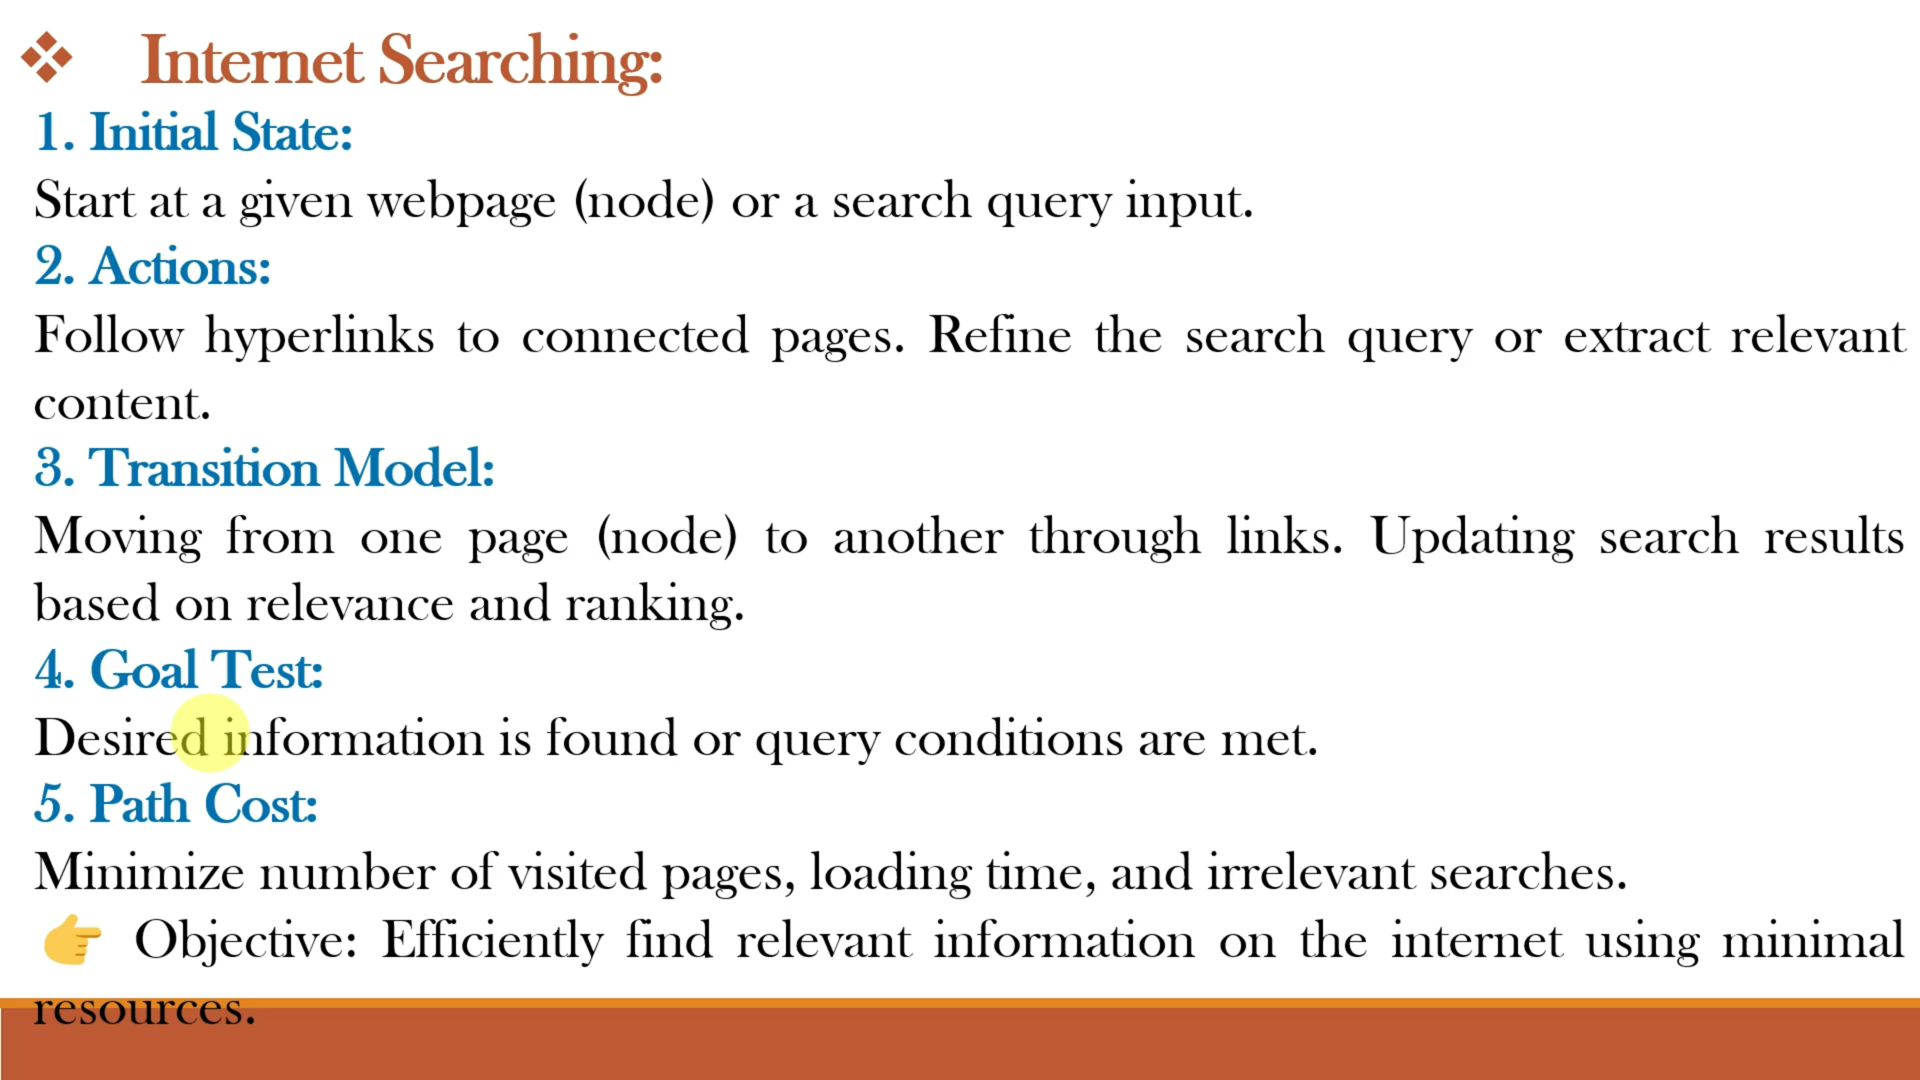 Internet Searching:
1. Initial State:
Start at a given webpage (node) or a search query input.
2. Actions:
Follow hyperlinks to connected pages. Refine the search query or extract relevant
content.
3. Transition Model:
Moving from one page (node) to another through links. Updating search results
based on relevance and ranking.
4. Goal Test:
Desired information is found or query conditions are met.
5. Path Cost:
Minimize number of visited pages, loading time, and irrelevant searches.
Objective: Efficiently find relevant information on the internet using minimal
resources.